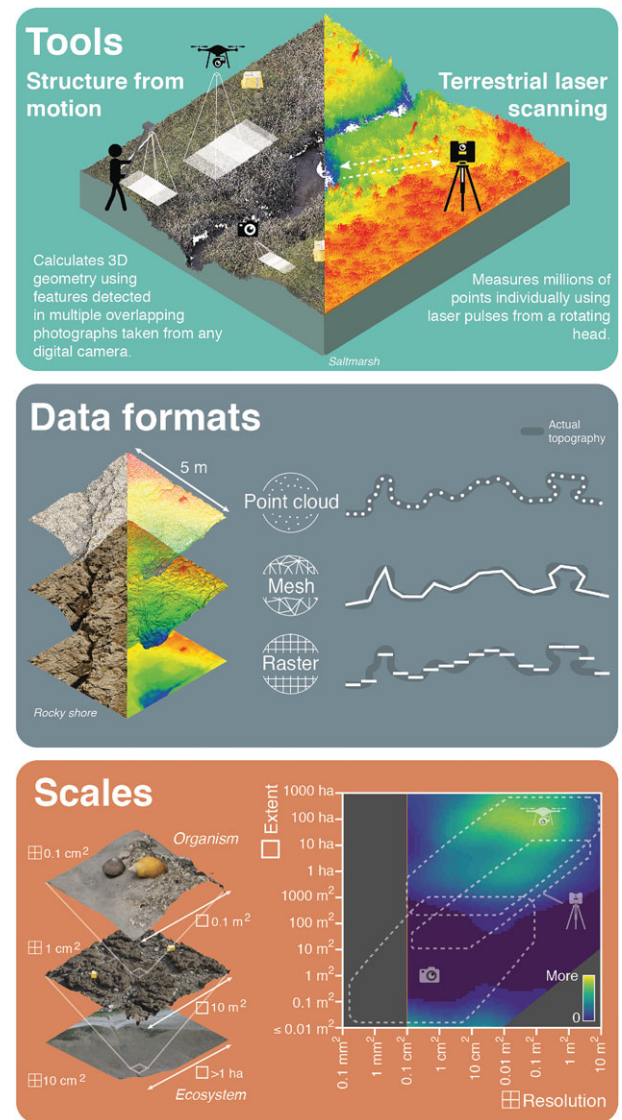 Tools
Structure from
motion
Terrestrial laser
scanning
Calculates 3D
geometry using
features detected
in multiple overlapping
photographs taken from any
digital camera.
Measures millions of
points individually using
laser pulses from a rotating
head.
Saltmarsh
Data formats
Actual
topography
5 m
Point cloud
Mesh
Raster
Rocky shore
Scales
Organism
0.1 cm²
0.1 m²
1 cm²
10 m²
10 cm²
>1 ha
Ecosystem
Extent
1000 ha
100 ha
10 ha
1 ha
1000 m²
100 m²
10 m²
1 m²
0.1 m²
≤ 0.01 m²
More
0
0.1 mm²
1 mm²
0.1 cm²
1 cm²
10 cm²
0.01 m²
0.1 m²
1 m²
10 m²
Resolution